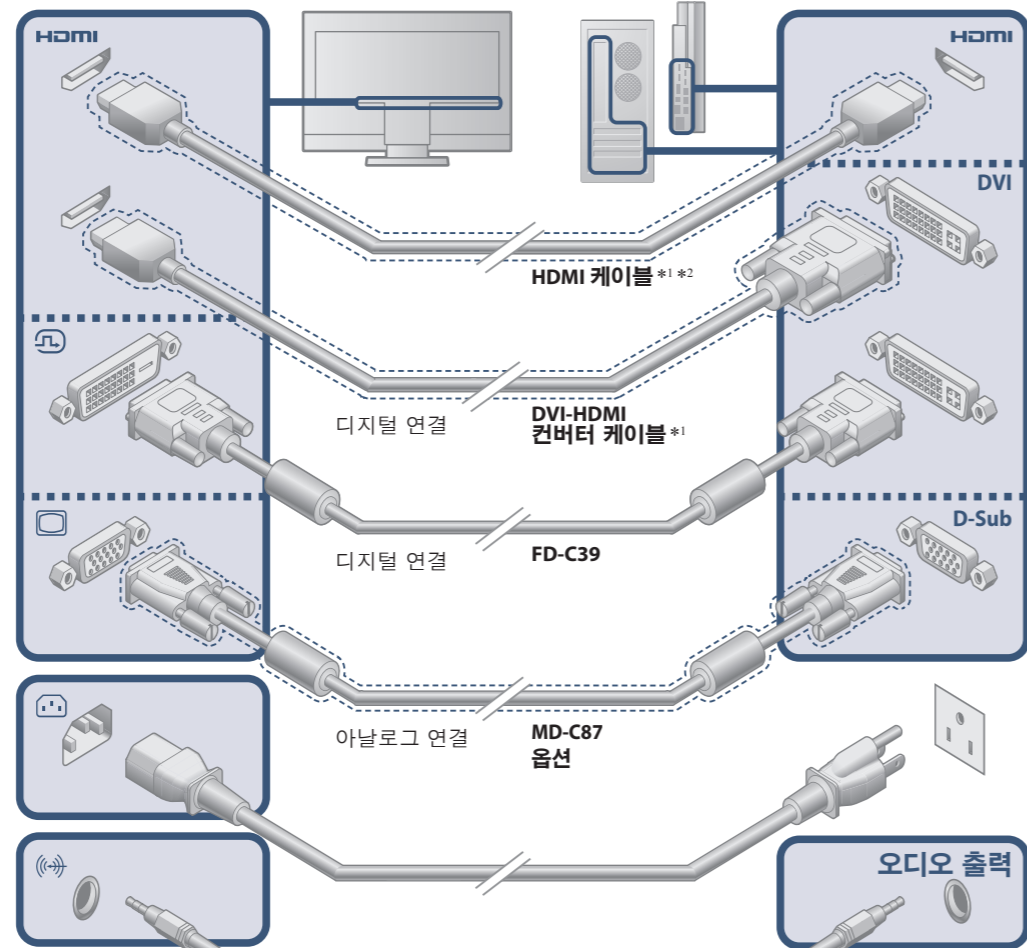 HDMI
HDMI
DVI
HDMI 케이블 *1 *2
디지털 연결
DVI-HDMI
컨버터 케이블 *1
D-Sub
디지털 연결
FD-C39
아날로그 연결
MD-C87
옵션
오디오 출력